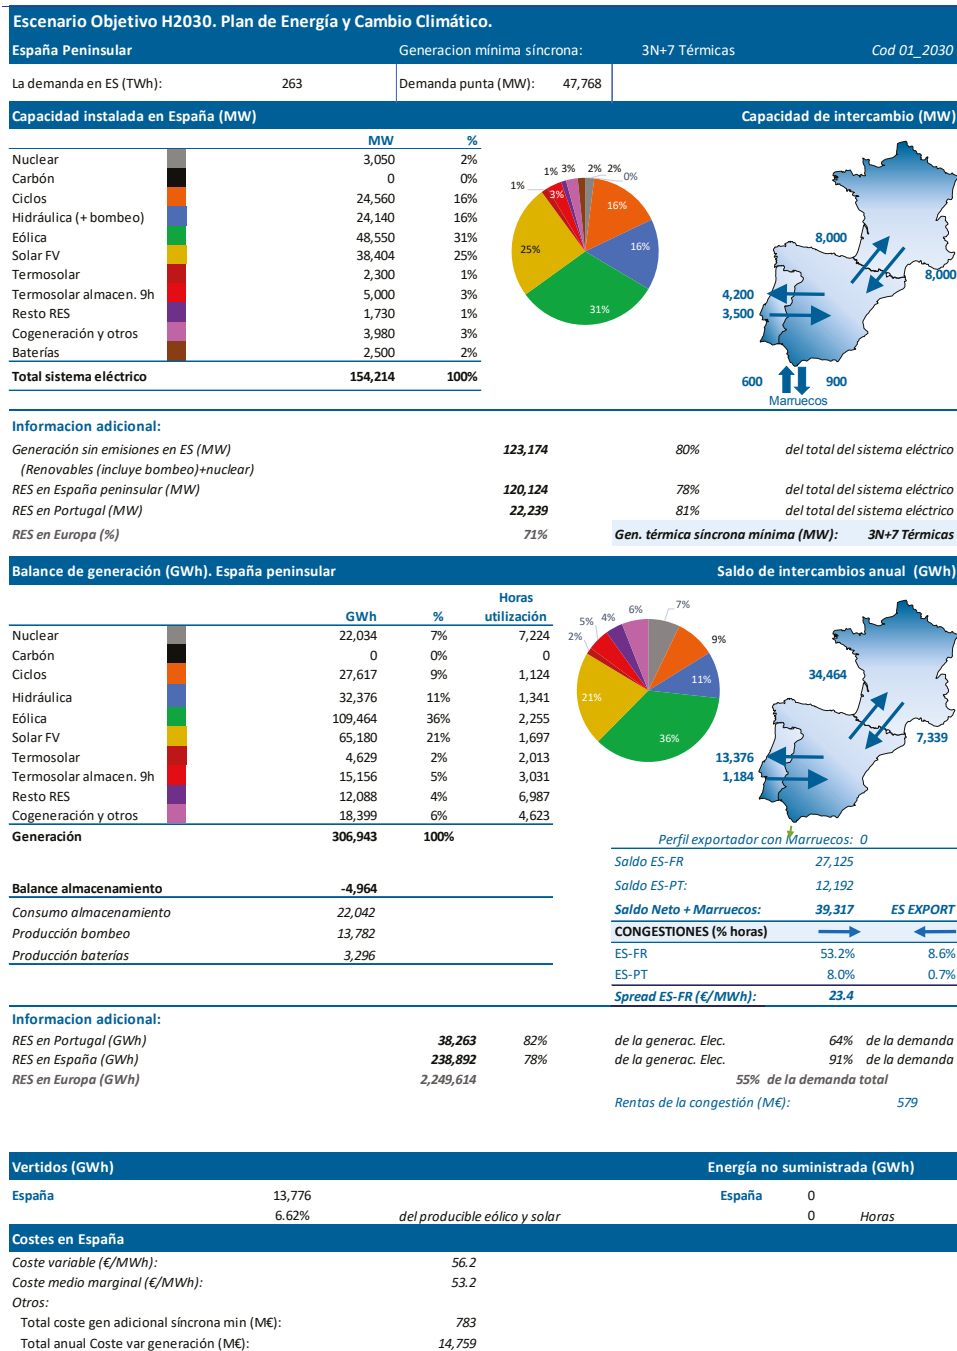 Escenario Objetivo H2030. Plan de Energía y Cambio Climático.
España Peninsular Generacion mínima síncrona: 3N+7 Térmicas Cod 01_2030
La demanda en ES (TWh): 263 Demanda punta (MW): 47,768
Capacidad instalada en España (MW) Capacidad de intercambio (MW)
MW %
Nuclear 3,050 2%
Carbón 0 0%
Ciclos 24,560 16%
Hidráulica (+ bombeo) 24,140 16%
Eólica 48,550 31%
Solar FV 38,404 25%
Termosolar 2,300 1%
Termosolar almacen. 9h 5,000 3%
Resto RES 1,730 1%
Cogeneración y otros 3,980 3%
Baterías 2,500 2%
Total sistema eléctrico 154,214 100%
1% 3% 2% 2%
0%
1%
3%
16%
25%
16%
31%
8,000
8,000
4,200
3,500
600 900
Marruecos
Informacion adicional:
Generación sin emisiones en ES (MW) 123,174 80% del total del sistema eléctrico
(Renovables (incluye bombeo)+nuclear)
RES en España peninsular (MW) 120,124 78% del total del sistema eléctrico
RES en Portugal (MW) 22,239 81% del total del sistema eléctrico
RES en Europa (%) 71% Gen. térmica síncrona mínima (MW): 3N+7 Térmicas
Balance de generación (GWh). España peninsular Saldo de intercambios anual (GWh)
Horas
GWh % utilización
Nuclear 22,034 7% 7,224
Carbón 0 0% 0
Ciclos 27,617 9% 1,124
Hidráulica 32,376 11% 1,341
Eólica 109,464 36% 2,255
Solar FV 65,180 21% 1,697
Termosolar 4,629 2% 2,013
Termosolar almacen. 9h 15,156 5% 3,031
Resto RES 12,088 4% 6,987
Cogeneración y otros 18,399 6% 4,623
Generación 306,943 100%
6% 7%
5% 4%
2%
9%
11%
21%
36%
34,464
7,339
13,376
1,184
Perfil exportador con Marruecos: 0
Saldo ES-FR 27,125
Saldo ES-PT: 12,192
Saldo Neto + Marruecos: 39,317 ES EXPORT
CONGESTIONES (% horas)
ES-FR 53.2% 8.6%
ES-PT 8.0% 0.7%
Spread ES-FR (€/MWh): 23.4
Balance almacenamiento -4,964
Consumo almacenamiento 22,042
Producción bombeo 13,782
Producción baterías 3,296
Informacion adicional:
RES en Portugal (GWh) 38,263 82% de la generac. Elec. 64% de la demanda
RES en España (GWh) 238,892 78% de la generac. Elec. 91% de la demanda
RES en Europa (GWh) 2,249,614 55% de la demanda total
Rentas de la congestión (M€): 579
Vertidos (GWh) Energía no suministrada (GWh)
España 13,776 España 0
6.62% del producible eólico y solar 0 Horas
Costes en España
Coste variable (€/MWh): 56.2
Coste medio marginal (€/MWh): 53.2
Otros:
Total coste gen adicional síncrona min (M€): 783
Total anual Coste var generación (M€): 14,759